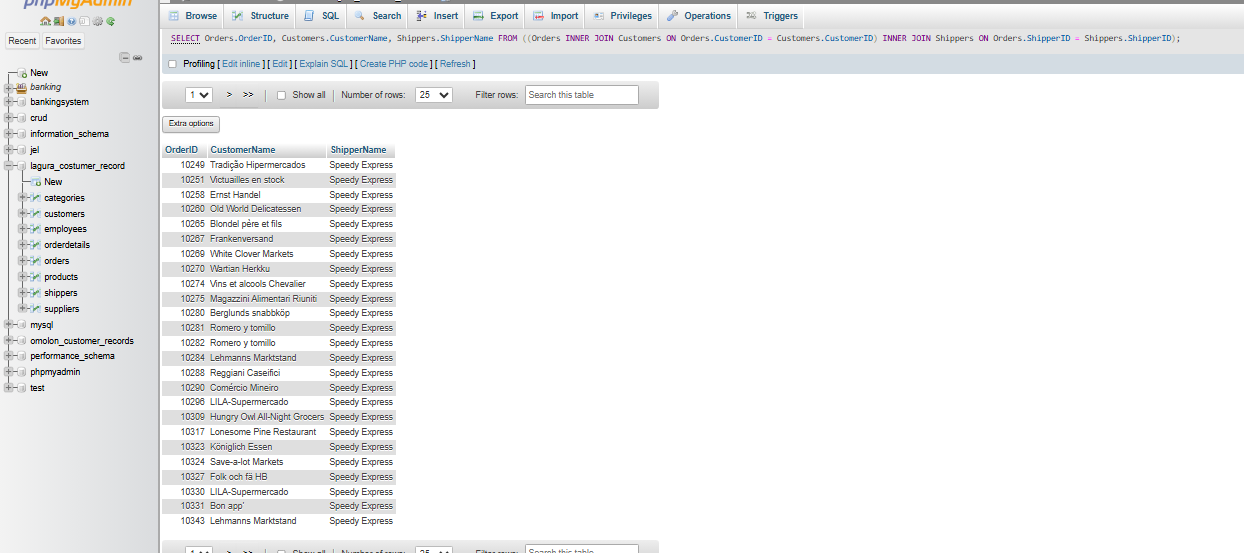 phpMyAdmin
Browse Structure SQL Search Insert Export Import Privileges Operations Triggers
SELECT Orders.OrderID, Customers.CustomerName, Shippers.ShipperName FROM ((Orders INNER JOIN Customers ON Orders.CustomerID = Customers.CustomerID) INNER JOIN Shippers ON Orders.ShipperID = Shippers.ShipperID);
Recent Favorites
Profiling [ Edit inline ] [ Edit ] [ Explain SQL ] [ Create PHP code ] [ Refresh ]
New
banking
bankingsystem
crud
information_schema
jel
lagura_costumer_record
New
categories
customers
employees
orderdetails
orders
products
shippers
suppliers
mysql
omolon_customer_records
performance_schema
phpmyadmin
test
1 > >> Show all Number of rows: 25 Filter rows: Search this table
Extra options
OrderID CustomerName ShipperName
10249 Tradição Hipermercados Speedy Express
10251 Victuailles en stock Speedy Express
10258 Ernst Handel Speedy Express
10260 Old World Delicatessen Speedy Express
10265 Blondel père et fils Speedy Express
10267 Frankenversand Speedy Express
10269 White Clover Markets Speedy Express
10270 Wartian Herkku Speedy Express
10274 Vins et alcools Chevalier Speedy Express
10275 Magazzini Alimentari Riuniti Speedy Express
10280 Berglunds snabbköp Speedy Express
10281 Romero y tomillo Speedy Express
10282 Romero y tomillo Speedy Express
10284 Lehmanns Marktstand Speedy Express
10288 Reggiani Caseifici Speedy Express
10290 Comércio Mineiro Speedy Express
10296 LILA-Supermercado Speedy Express
10309 Hungry Owl All-Night Grocers Speedy Express
10317 Lonesome Pine Restaurant Speedy Express
10323 Königlich Essen Speedy Express
10324 Save-a-lot Markets Speedy Express
10327 Folk och fä HB Speedy Express
10330 LILA-Supermercado Speedy Express
10331 Bon app' Speedy Express
10343 Lehmanns Marktstand Speedy Express
1 > >> Show all Number of rows: 25 Filter rows: Search this table